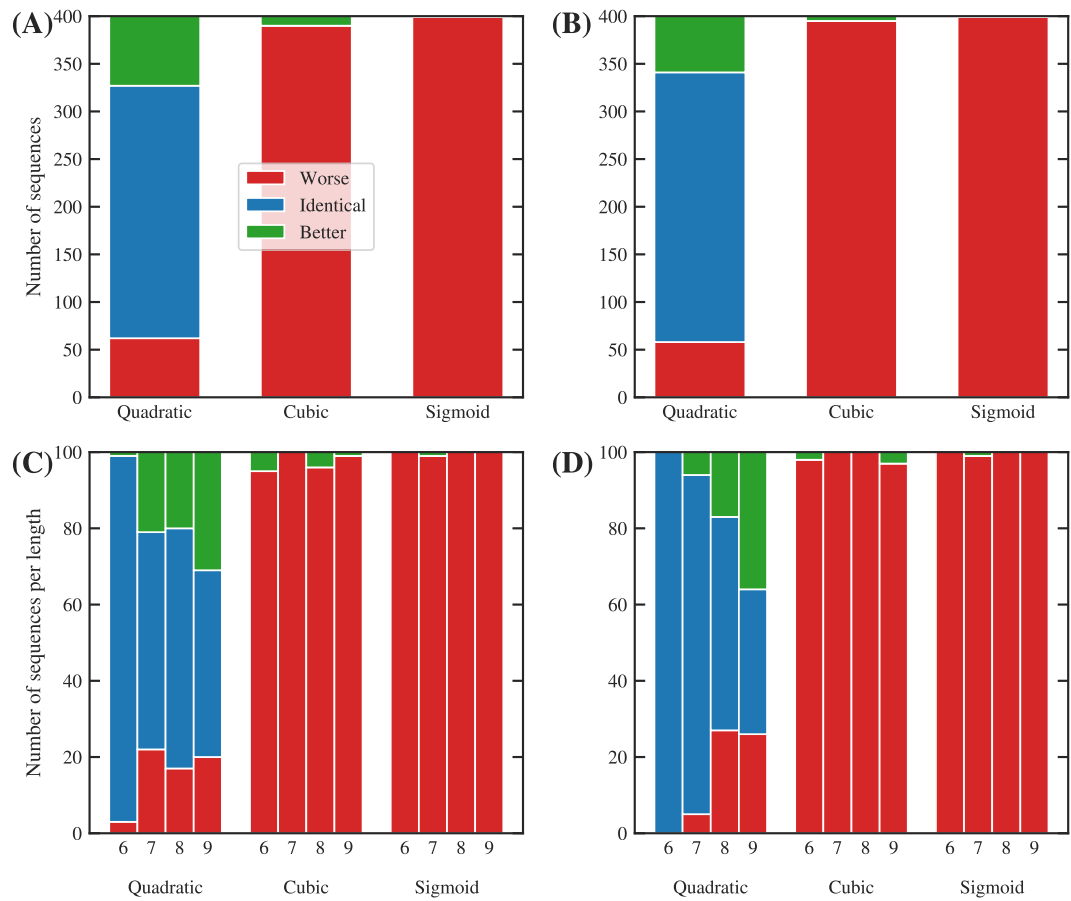 (A)
400
350
300
250
200
150
100
50
0
Number of sequences
Worse
Identical
Better
Quadratic Cubic Sigmoid
(B)
400
350
300
250
200
150
100
50
0
Quadratic Cubic Sigmoid
(C)
100
80
60
40
20
0
Number of sequences per length
6 7 8 9 6 7 8 9 6 7 8 9
Quadratic Cubic Sigmoid
(D)
100
80
60
40
20
0
6 7 8 9 6 7 8 9 6 7 8 9
Quadratic Cubic Sigmoid